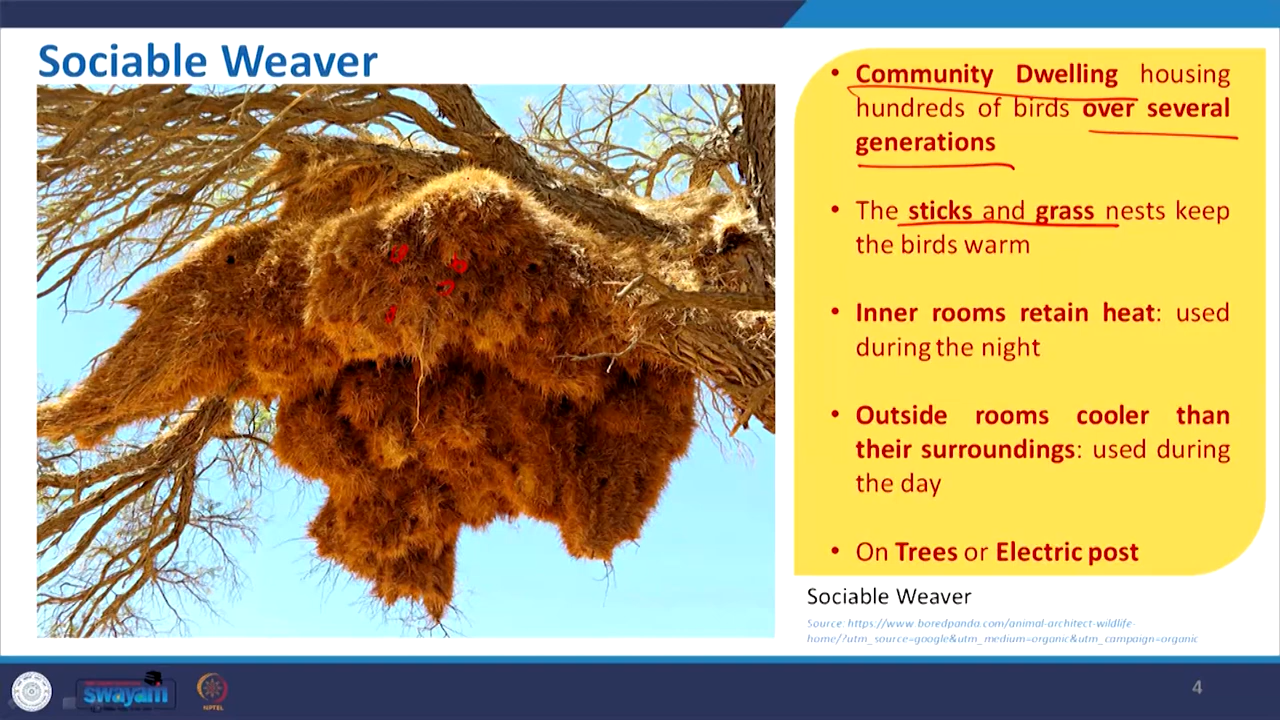 Sociable Weaver
• Community Dwelling housing
hundreds of birds over several
generations
• The sticks and grass nests keep
the birds warm
• Inner rooms retain heat: used
during the night
• Outside rooms cooler than
their surroundings: used during
the day
• On Trees or Electric post
Sociable Weaver
Source: https://www.boredpanda.com/animal-architect-wildlife-
home/?utm_source=google&utm_medium=organic&utm_campaign=organic
swayam
NPTEL
4